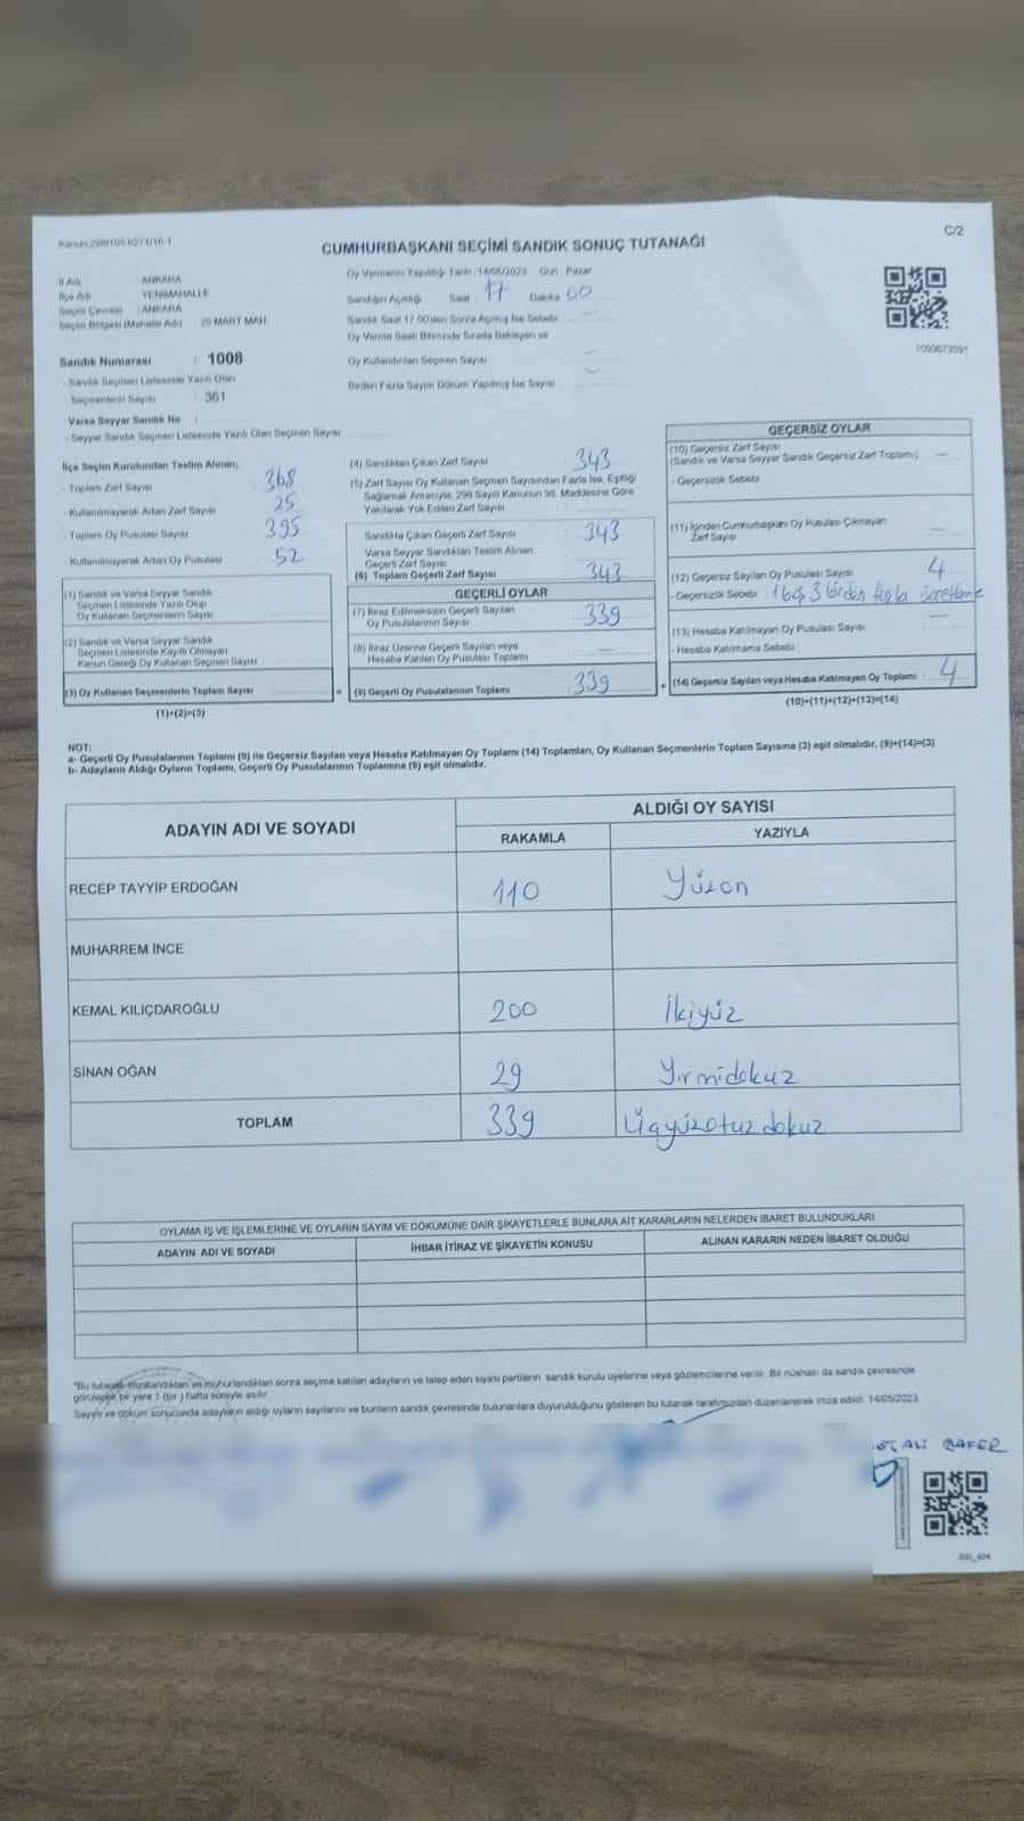 C/2
CUMHURBAŞKANI SEÇİMİ SANDIK SONUÇ TUTANAĞI
İl Adı ANKARA
İlçe Adı YENİMAHALLE
Seçim Çevresi : ANKARA
Seçim Bölgesi (Mahalle Adı) 25 MART MAH.
Oy Vermenin Yapıldığı Tarih : 14/05/2023 Gün : Pazar
Sandığın Açıldığı Saat 17 Dakika 00
Sandık Saat 17.00'den Sonra Açılmış İse Sebebi
Oy Verme Saati Bitiminde Sırada Bekleyen ve
Oy Kullandırılan Seçmen Sayısı
Birden Fazla Sayım Döküm Yapılmış İse Sayısı
Sandık Numarası : 1008
- Sandık Seçmen Listesinde Yazılı Olan
Seçmenlerin Sayısı 361
Varsa Seyyar Sandık No
- Seyyar Sandık Seçmen Listesinde Yazılı Olan Seçmen Sayısı
İlçe Seçim Kurulundan Teslim Alınan;
- Toplam Zarf Sayısı 368
- Kullanılmayarak Artan Zarf Sayısı 25
- Toplam Oy Pusulası Sayısı 395
- Kullanılmayarak Artan Oy Pusulası 52
(1) Sandık ve Varsa Seyyar Sandık
Seçmen Listesinde Yazılı Olup
Oy Kullanan Seçmenlerin Sayısı
(2) Sandık ve Varsa Seyyar Sandık
Seçmen Listesinde Kayıtlı Olmayan
Kanun Gereği Oy Kullanan Seçmen Sayısı
(3) Oy Kullanan Seçmenlerin Toplam Sayısı
(1)+(2)=(3)
(4) Sandıktan Çıkan Zarf Sayısı 343
(5) Zarf Sayısı Oy Kullanan Seçmen Sayısından Fazla İse, Eşitliği
Sağlamak Amacıyla, 298 Sayılı Kanunun 98. Maddesine Göre
Yakılarak Yok Edilen Zarf Sayısı
Sandıkta Çıkan Geçerli Zarf Sayısı 343
Varsa Seyyar Sandıktan Teslim Alınan
Geçerli Zarf Sayısı
(6) Toplam Geçerli Zarf Sayısı 343
GEÇERLİ OYLAR
(7) İtiraz Edilmeksizin Geçerli Sayılan
Oy Pusulalarının Sayısı 339
(8) İtiraz Üzerine Geçerli Sayılan veya
Hesaba Katılan Oy Pusulası Toplamı
= (9) Geçerli Oy Pusulalarının Toplamı 339
GEÇERSİZ OYLAR
(10) Geçersiz Zarf Sayısı
(Sandık ve Varsa Seyyar Sandık Geçersiz Zarf Toplamı)
- Geçersizlik Sebebi
(11) İçinden Cumhurbaşkanı Oy Pusulası Çıkmayan
Zarf Sayısı
(12) Geçersiz Sayılan Oy Pusulası Sayısı 4
- Geçersizlik Sebebi 1 boş 3 birden fazla
(13) Hesaba Katılmayan Oy Pusulası Sayısı
- Hesaba Katılmama Sebebi
+ (14) Geçersiz Sayılan veya Hesaba Katılmayan Oy Toplamı 4
(10)+(11)+(12)+(13)=(14)
NOT:
a- Geçerli Oy Pusulalarının Toplamı (9) ile Geçersiz Sayılan veya Hesaba Katılmayan Oy Toplamı (14) Toplamları, Oy Kullanan Seçmenlerin Toplam Sayısına (3) eşit olmalıdır. (9)+(14)=(3)
b- Adayların Aldığı Oyların Toplamı, Geçerli Oy Pusulalarının Toplamına (9) eşit olmalıdır.
ADAYIN ADI VE SOYADI ALDIĞI OY SAYISI
RAKAMLA YAZIYLA
RECEP TAYYİP ERDOĞAN 110 Yüzon
MUHARREM İNCE
KEMAL KILIÇDAROĞLU 200 İkiyüz
SİNAN OĞAN 29 Yirmidokuz
TOPLAM 339 Üçyüzotuzdokuz
OYLAMA İŞ VE İŞLEMLERİNE VE OYLARIN SAYIM VE DÖKÜMÜNE DAİR ŞİKAYETLERLE BUNLARA AİT KARARLARIN NELERDEN İBARET BULUNDUKLARI
ADAYIN ADI VE SOYADI İHBAR İTİRAZ VE ŞİKAYETİN KONUSU ALINAN KARARIN NEDEN İBARET OLDUĞU
*Bu tutanak imzalandıktan ve mühürlendikten sonra seçime katılan adayların ve talep eden siyasi partilerin sandık kurulu üyelerine veya gözlemcilerine verilir. Bir nüshası da sandık çevresinde
görülebilen bir yere 1 (bir) hafta süreyle asılır.
Sayım ve döküm sonucunda adayların aldığı oyların sayılarını ve bunların sandık çevresinde bulunanlara duyurulduğunu gösteren bu tutanak tarafımızdan düzenlenerek imza edildi. 14/05/2023
ALİ